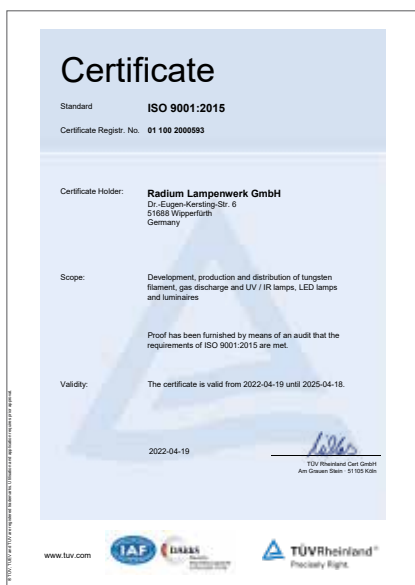 Certificate
Standard ISO 9001:2015
Certificate Registr. No. 01 100 2000593
Certificate Holder: Radium Lampenwerk GmbH
Dr.-Eugen-Kersting-Str. 6
51688 Wipperfürth
Germany
Scope: Development, production and distribution of tungsten
filament, gas discharge and UV / IR lamps, LED lamps
and luminaires
Proof has been furnished by means of an audit that the
requirements of ISO 9001:2015 are met.
Validity: The certificate is valid from 2022-04-19 until 2025-04-18.
2022-04-19
TÜV Rheinland Cert GmbH
Am Grauen Stein · 51105 Köln
www.tuv.com
IAF
DAkkS
TÜVRheinland®
Precisely Right.